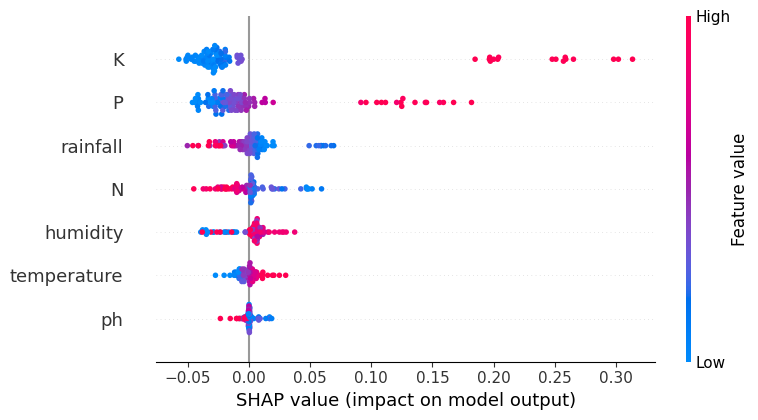 High
K
P
rainfall
N
humidity
temperature
ph
Low
Feature value
−0.05 0.00 0.05 0.10 0.15 0.20 0.25 0.30
SHAP value (impact on model output)